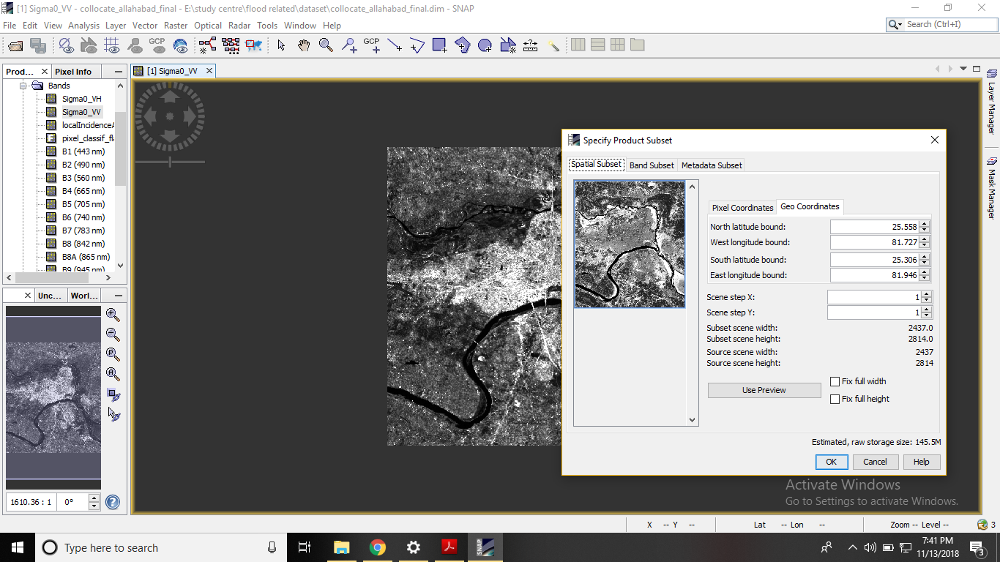 [1] Sigma0_VV - collocate_allahabad_final - E:\study centre\flood related\dataset\collocate_allahabad_final.dim - SNAP
File Edit View Analysis Layer Vector Raster Optical Radar Tools Window Help
Search (Ctrl+I)
GCP GCP
Prod... Pixel Info
[1] Sigma0_VV
Bands
Sigma0_VH
Sigma0_VV
localIncidenceA
pixel_classif_fla
B1 (443 nm)
B2 (490 nm)
B3 (560 nm)
B4 (665 nm)
B5 (705 nm)
B6 (740 nm)
B7 (783 nm)
B8 (842 nm)
B8A (865 nm)
B9 (945 nm)
Unc... Worl...
1610.36 : 1 0°
Layer Manager
Mask Manager
Specify Product Subset
Spatial Subset Band Subset Metadata Subset
Pixel Coordinates Geo Coordinates
North latitude bound: 25.558
West longitude bound: 81.727
South latitude bound: 25.306
East longitude bound: 81.946
Scene step X: 1
Scene step Y: 1
Subset scene width: 2437.0
Subset scene height: 2814.0
Source scene width: 2437
Source scene height: 2814
Use Preview
Fix full width
Fix full height
Estimated, raw storage size: 145.5M
OK Cancel Help
Activate Windows
Go to Settings to activate Windows.
X -- Y -- Lat -- Lon -- Zoom -- Level -- 3
Type here to search
SNAP
7:41 PM
11/13/2018
3